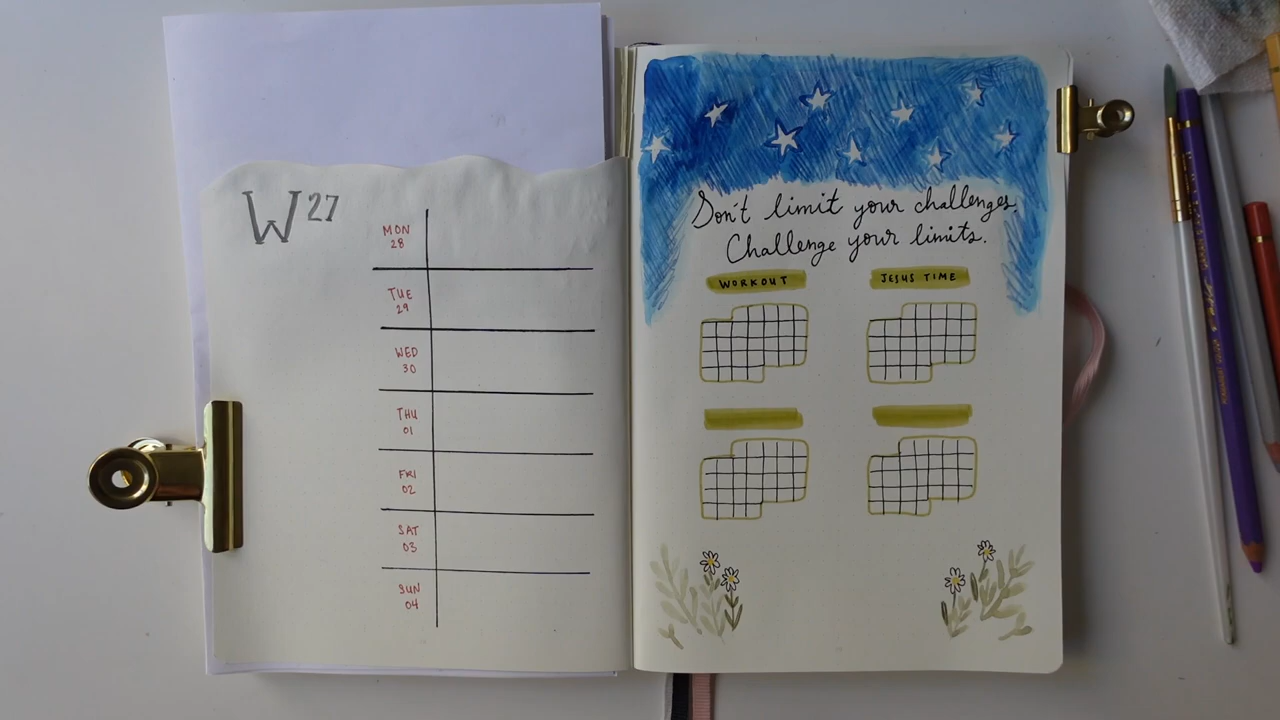 W27
MON
28
TUE
29
WED
30
THU
01
FRI
02
SAT
03
SUN
04
Don't limit your challenges.
Challenge your limits.
WORKOUT
JESUS TIME